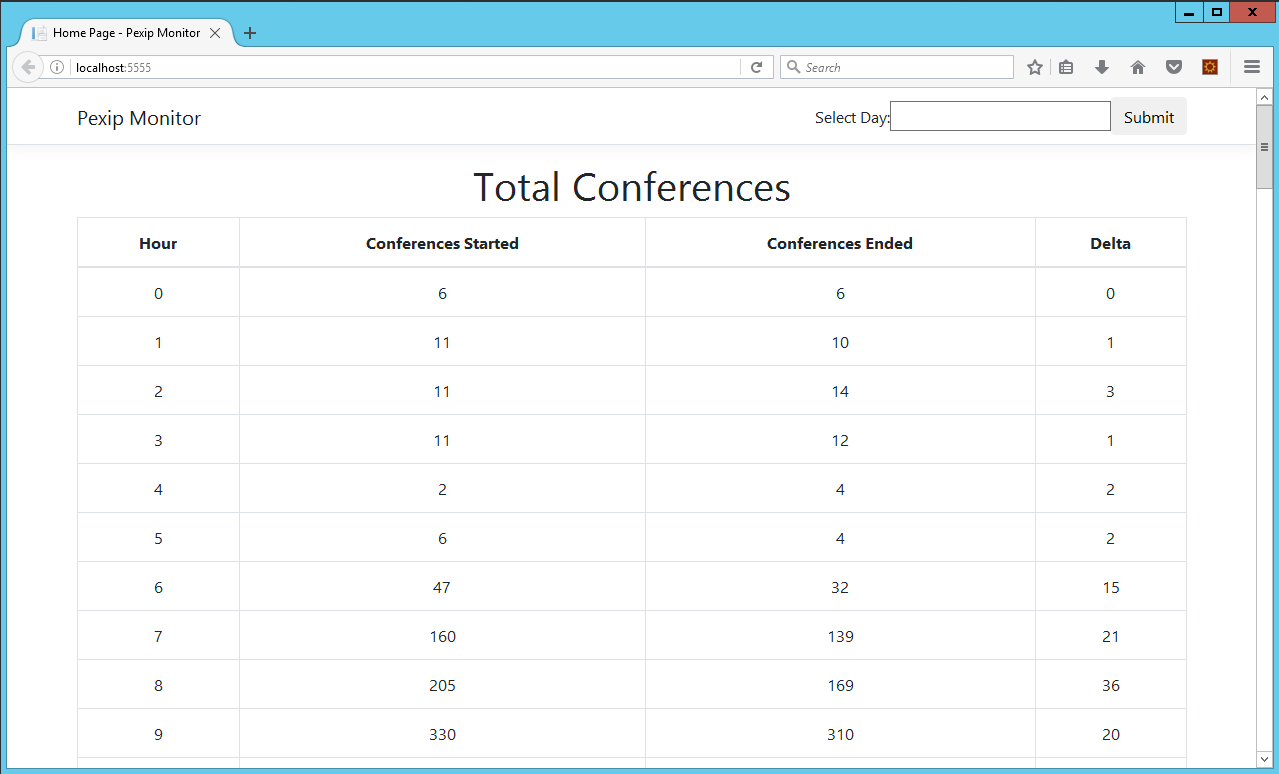 Home Page - Pexip Monitor
localhost:5555
Search
Pexip Monitor
Select Day:
Submit
Total Conferences
Hour Conferences Started Conferences Ended Delta
0 6 6 0
1 11 10 1
2 11 14 3
3 11 12 1
4 2 4 2
5 6 4 2
6 47 32 15
7 160 139 21
8 205 169 36
9 330 310 20